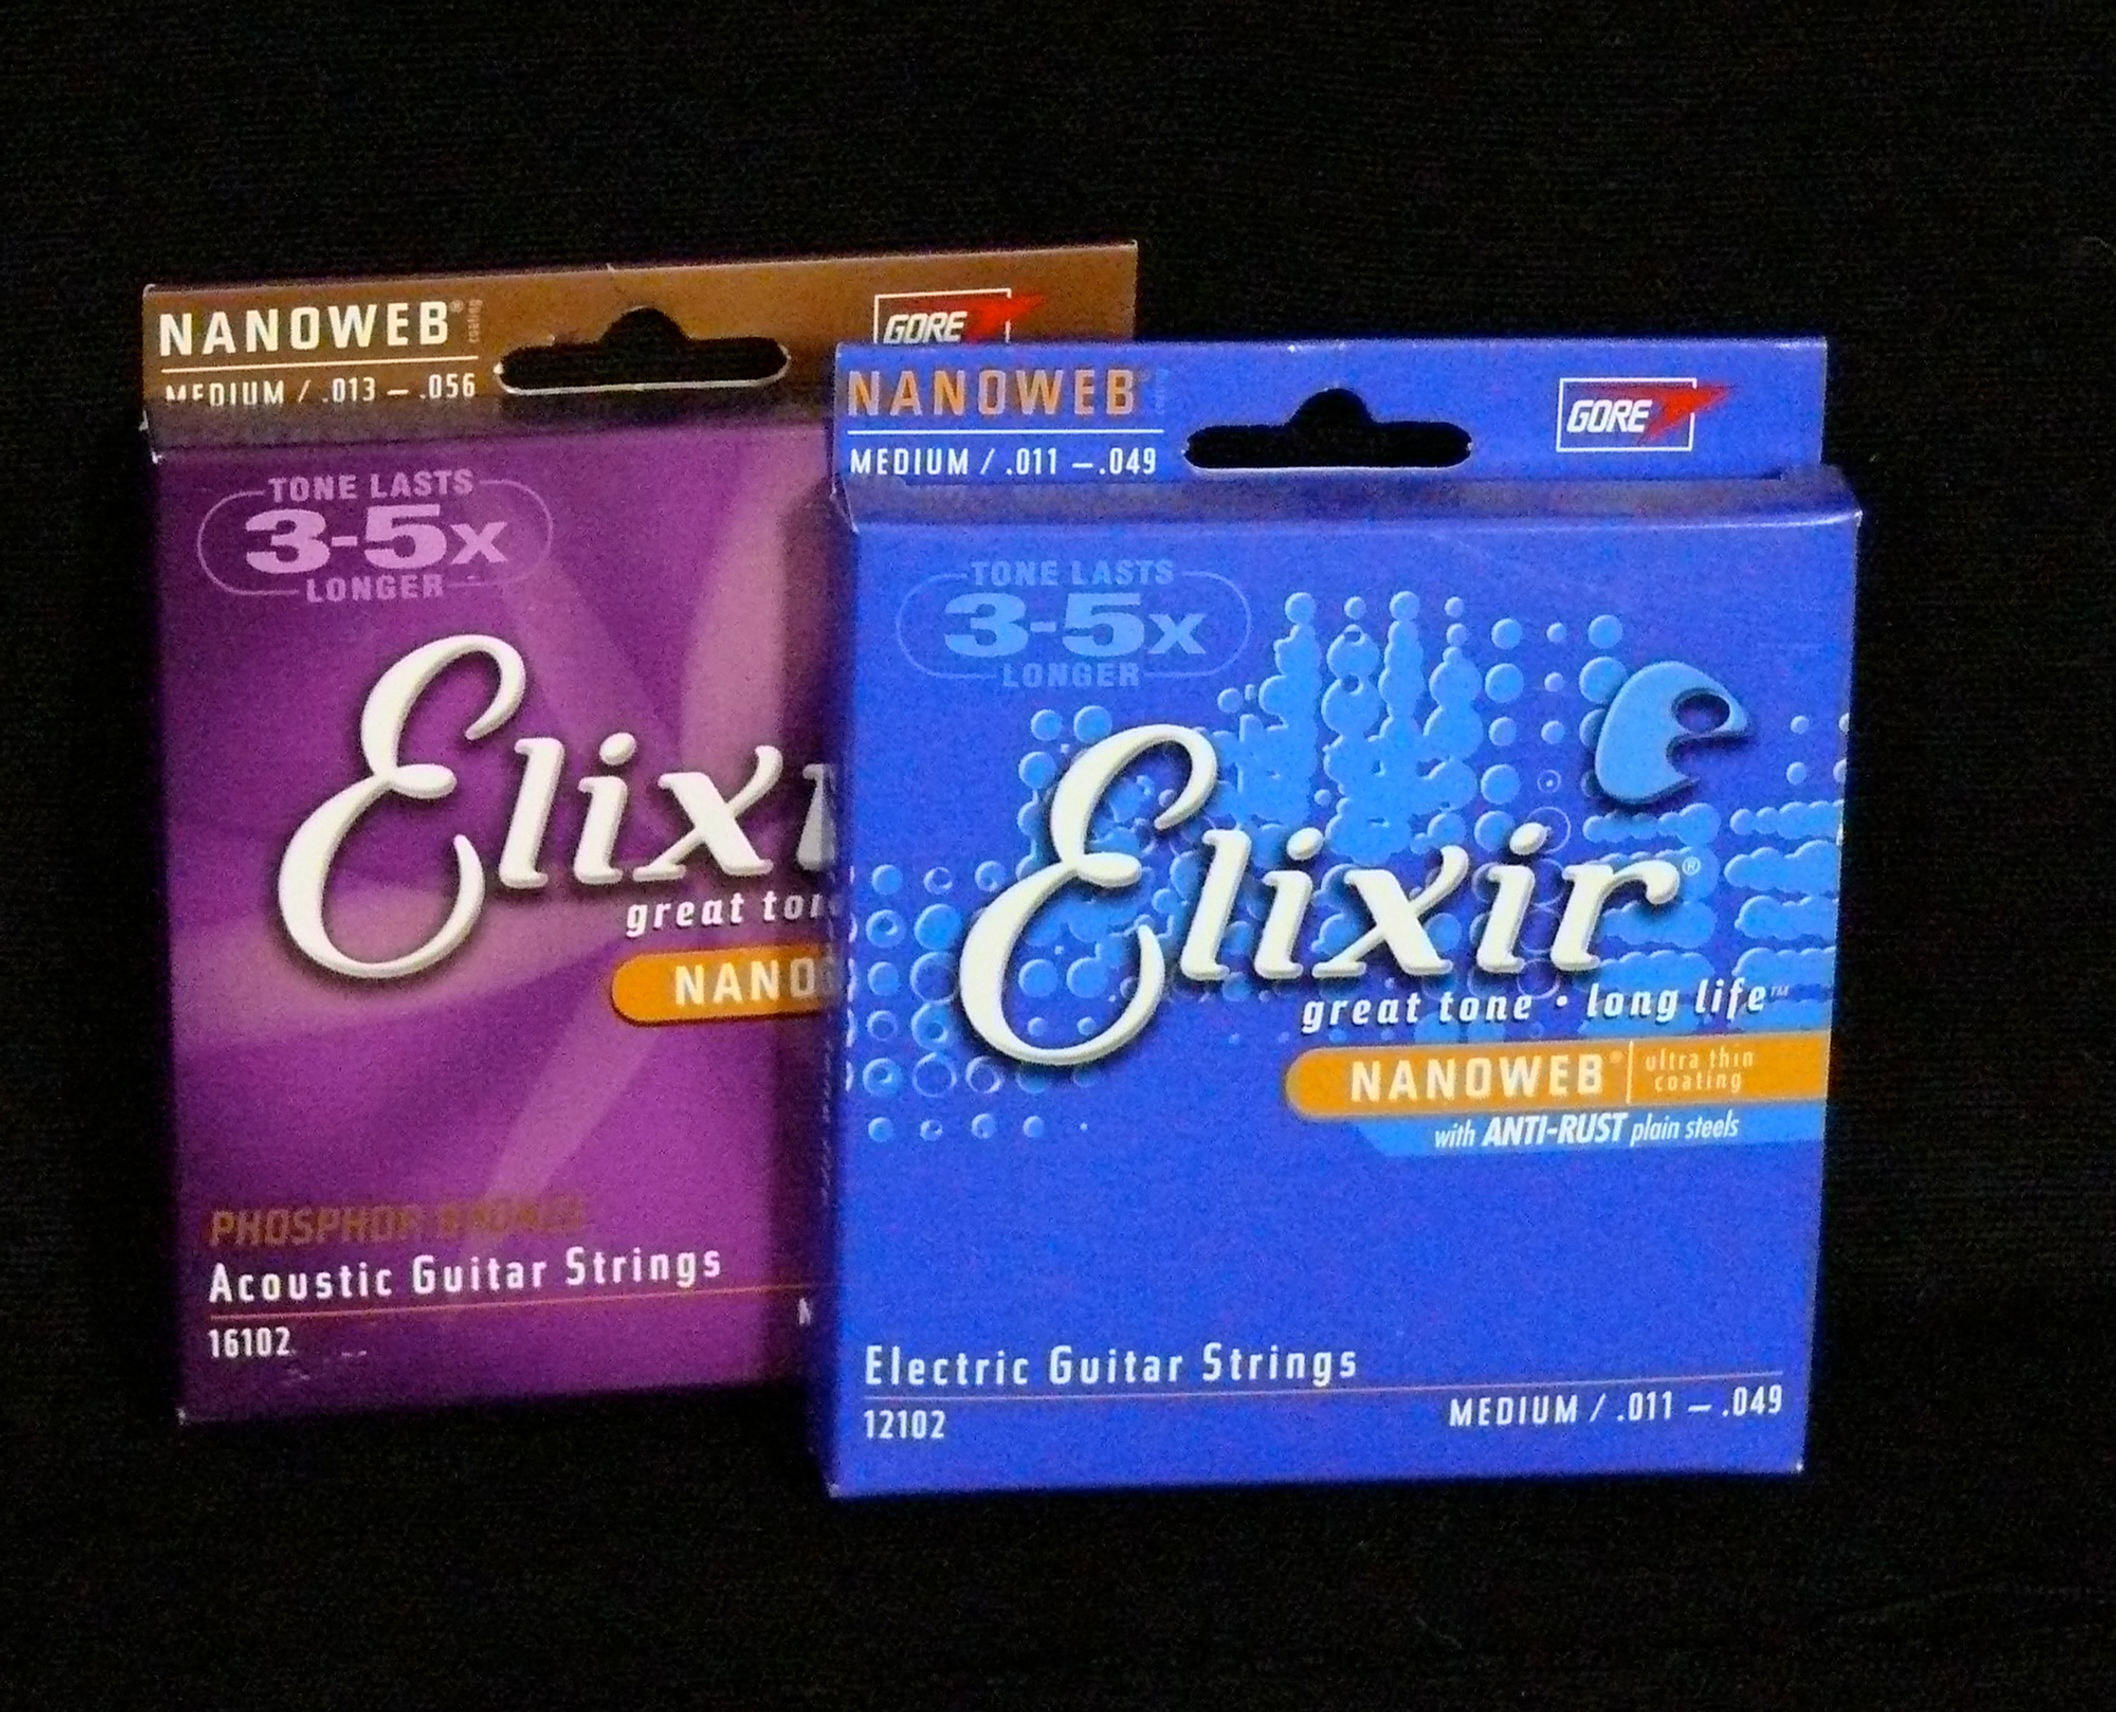 NANOWEB® coating
MEDIUM / .013 – .056
GORE
TONE LASTS
3-5x
LONGER
Elixi
great ton
NANO
PHOSPHOR BRONZE
Acoustic Guitar Strings
16102
NANOWEB®
MEDIUM / .011 – .049
GORE
TONE LASTS
3-5x
LONGER
e
Elixir®
great tone • long life™
NANOWEB® ultra thin
coating
with ANTI-RUST plain steels
Electric Guitar Strings
12102
MEDIUM / .011 – .049